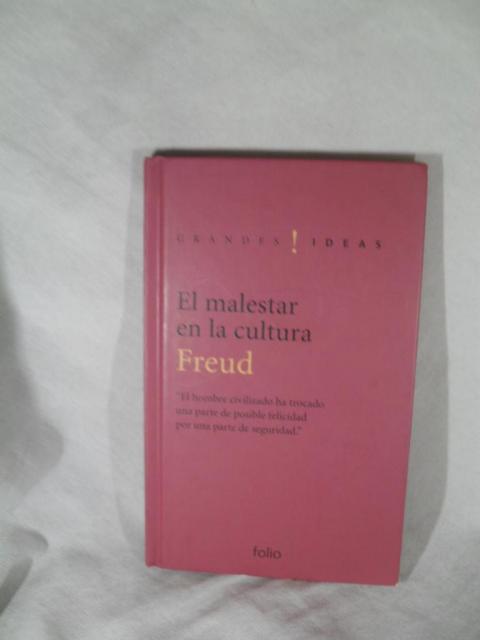 GRANDES ! IDEAS
El malestar
en la cultura
Freud
"El hombre civilizado ha trocado
una parte de posible felicidad
por una parte de seguridad."
folio